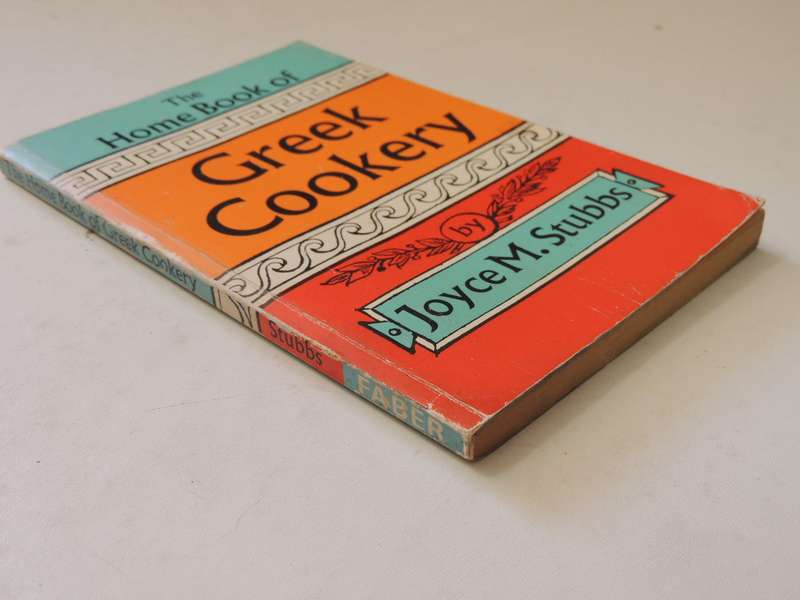 The
Home Book of
Greek
Cookery
by
Joyce M. Stubbs
The Home Book of Greek Cookery
Stubbs
FABER